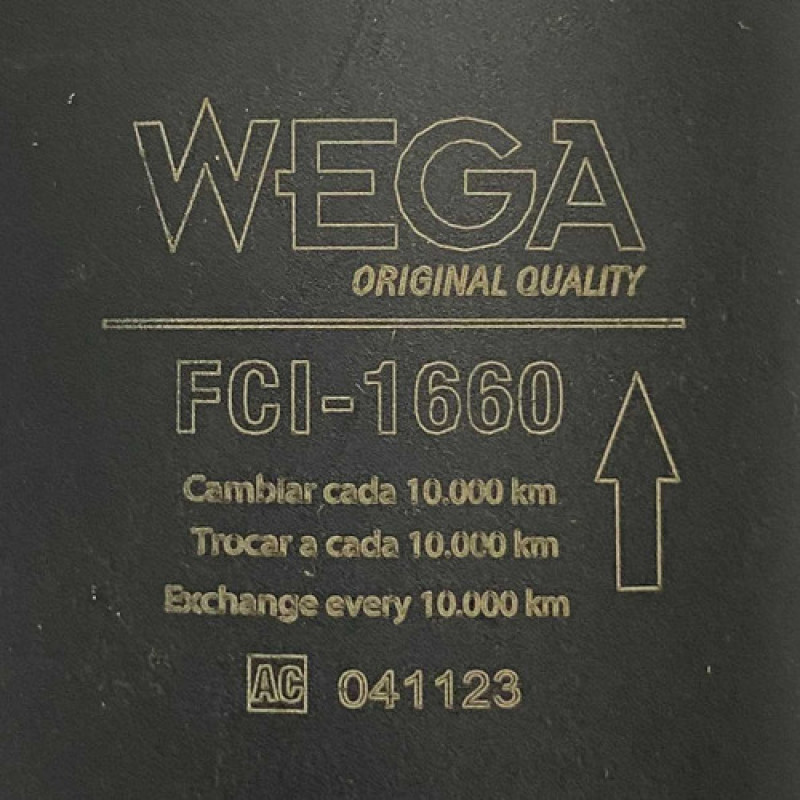 WEGA
ORIGINAL QUALITY
FCI-1660
Cambiar cada 10.000 km
Trocar a cada 10.000 km
Exchange every 10.000 km
AC 041123